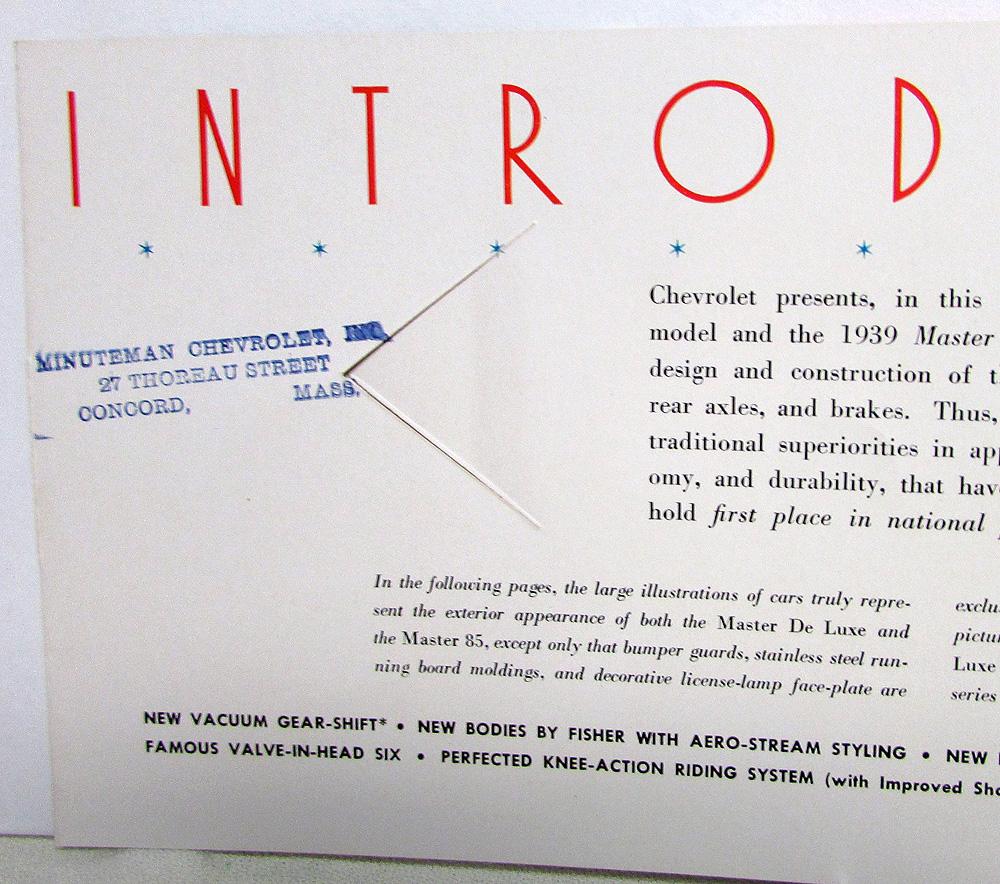 INTROD
MINUTEMAN CHEVROLET, INC.
27 THOREAU STREET
CONCORD, MASS.
Chevrolet presents, in this
model and the 1939 Master
design and construction of
rear axles, and brakes. Thus,
traditional superiorities in
omy, and durability, that
hold first place in national
In the following pages, the large illustrations of cars truly repre-
sent the exterior appearance of both the Master De Luxe and
the Master 85, except only that bumper guards, stainless steel run-
ning board moldings, and decorative license-lamp face-plate are
Luxe
series
NEW VACUUM GEAR-SHIFT* • NEW BODIES BY FISHER WITH AERO-STREAM STYLING • NEW
FAMOUS VALVE-IN-HEAD SIX • PERFECTED KNEE-ACTION RIDING SYSTEM (with Improved